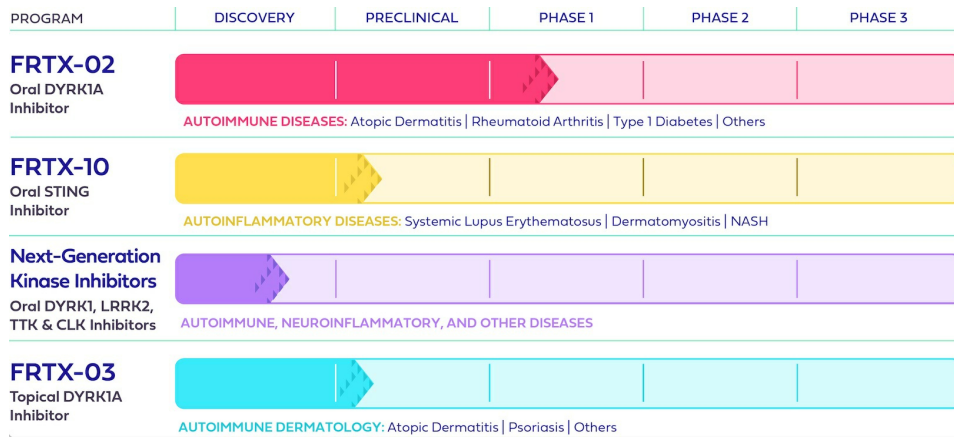 PROGRAM DISCOVERY PRECLINICAL PHASE 1 PHASE 2 PHASE 3
FRTX-02
Oral DYRK1A
Inhibitor
AUTOIMMUNE DISEASES: Atopic Dermatitis | Rheumatoid Arthritis | Type 1 Diabetes | Others
FRTX-10
Oral STING
Inhibitor
AUTOINFLAMMATORY DISEASES: Systemic Lupus Erythematosus | Dermatomyositis | NASH
Next-Generation
Kinase Inhibitors
Oral DYRK1, LRRK2,
TTK & CLK Inhibitors
AUTOIMMUNE, NEUROINFLAMMATORY, AND OTHER DISEASES
FRTX-03
Topical DYRK1A
Inhibitor
AUTOIMMUNE DERMATOLOGY: Atopic Dermatitis | Psoriasis | Others